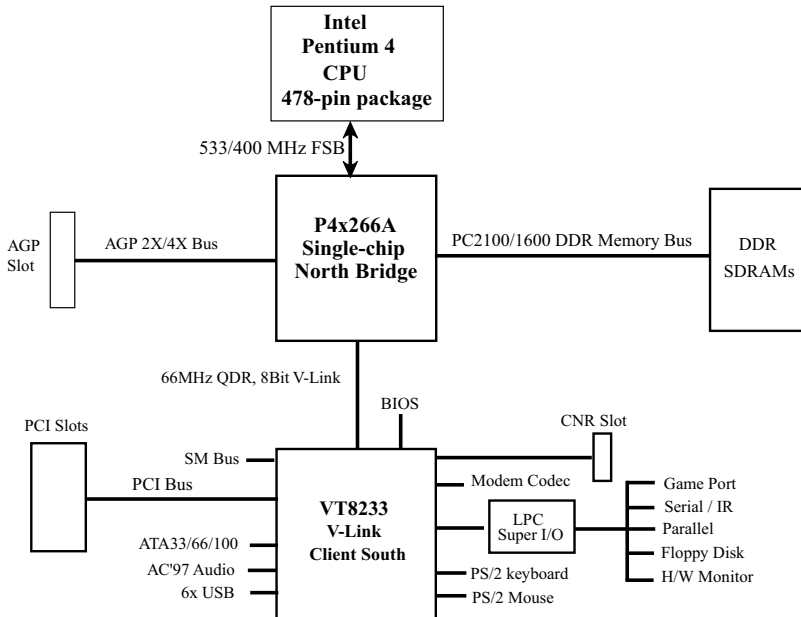 Intel
Pentium 4
CPU
478-pin package
533/400 MHz FSB
P4x266A
Single-chip
North Bridge
AGP
Slot
AGP 2X/4X Bus
PC2100/1600 DDR Memory Bus
DDR
SDRAMs
66MHz QDR, 8Bit V-Link
BIOS
PCI Slots
CNR Slot
SM Bus
PCI Bus
Modem Codec
VT8233
V-Link
Client South
LPC
Super I/O
Game Port
Serial / IR
Parallel
Floppy Disk
H/W Monitor
ATA33/66/100
AC'97 Audio
6x USB
PS/2 keyboard
PS/2 Mouse